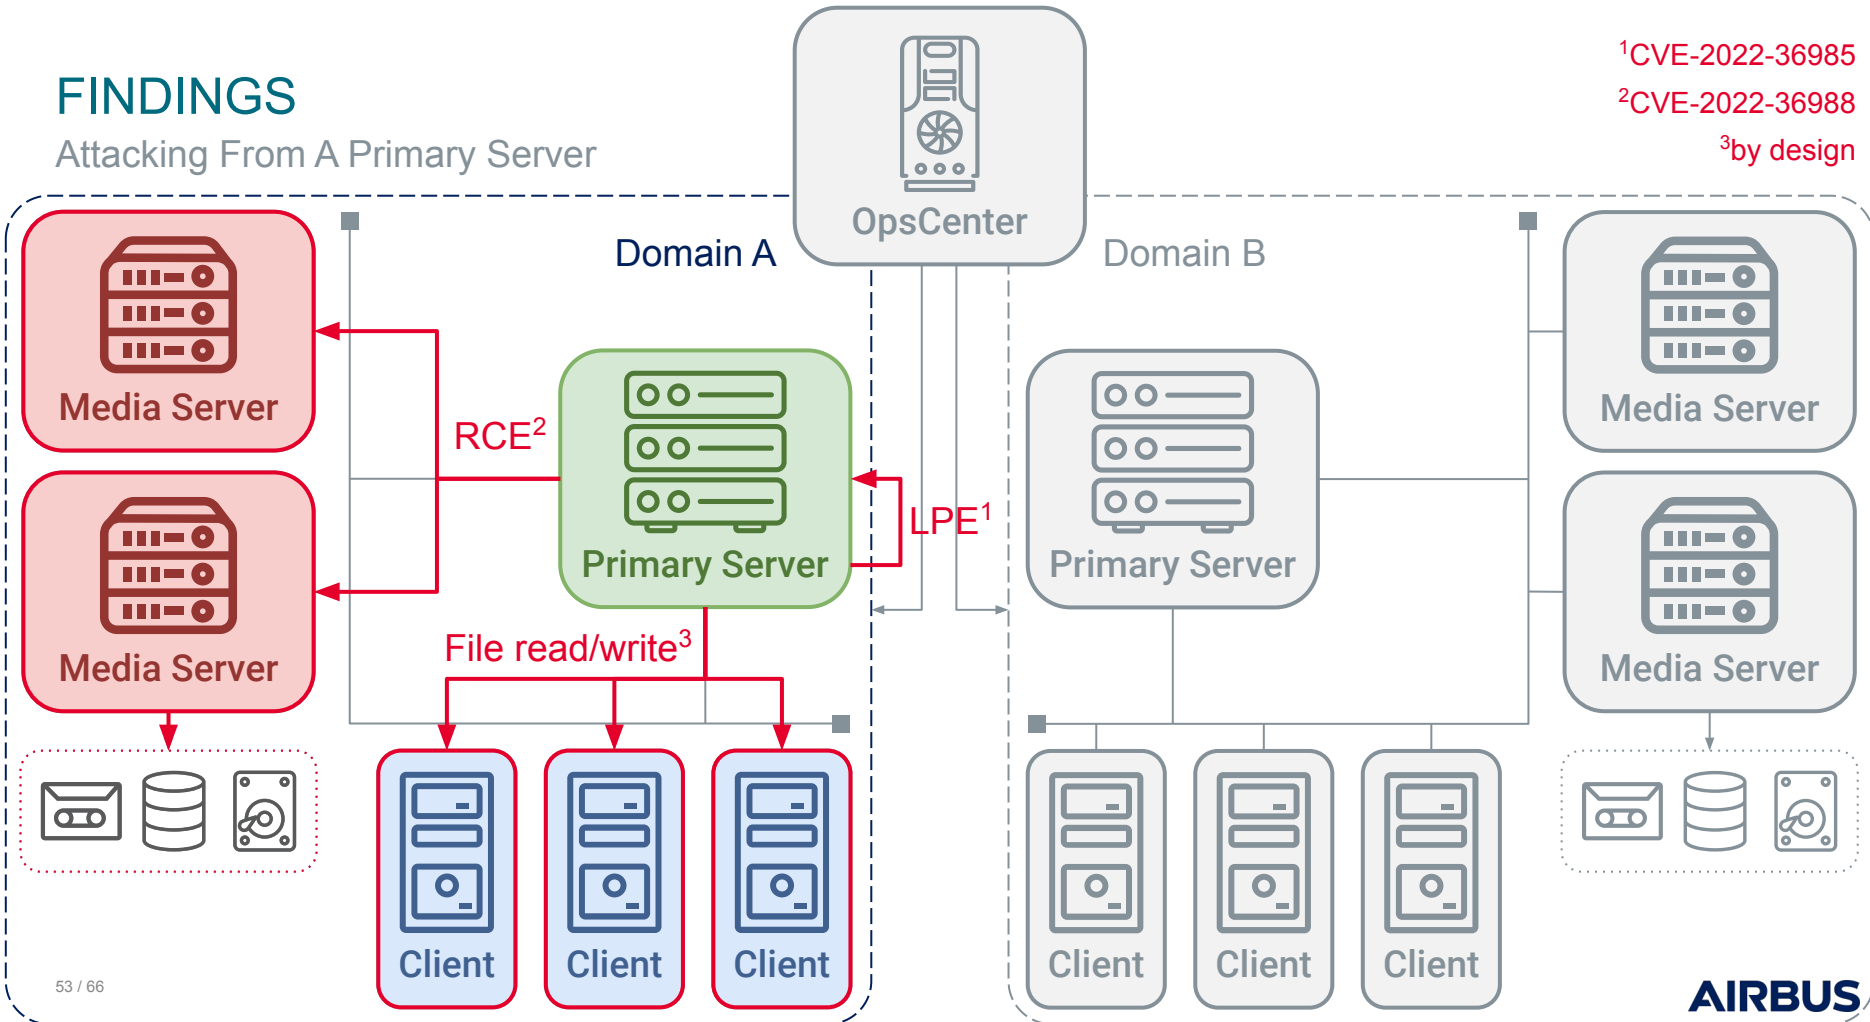 FINDINGS
Attacking From A Primary Server
¹CVE-2022-36985
²CVE-2022-36988
³by design
OpsCenter
Domain A
Domain B
Media Server
Media Server
RCE²
Primary Server
LPE¹
File read/write³
Client
Client
Client
Primary Server
Media Server
Media Server
Client
Client
Client
53 / 66
AIRBUS